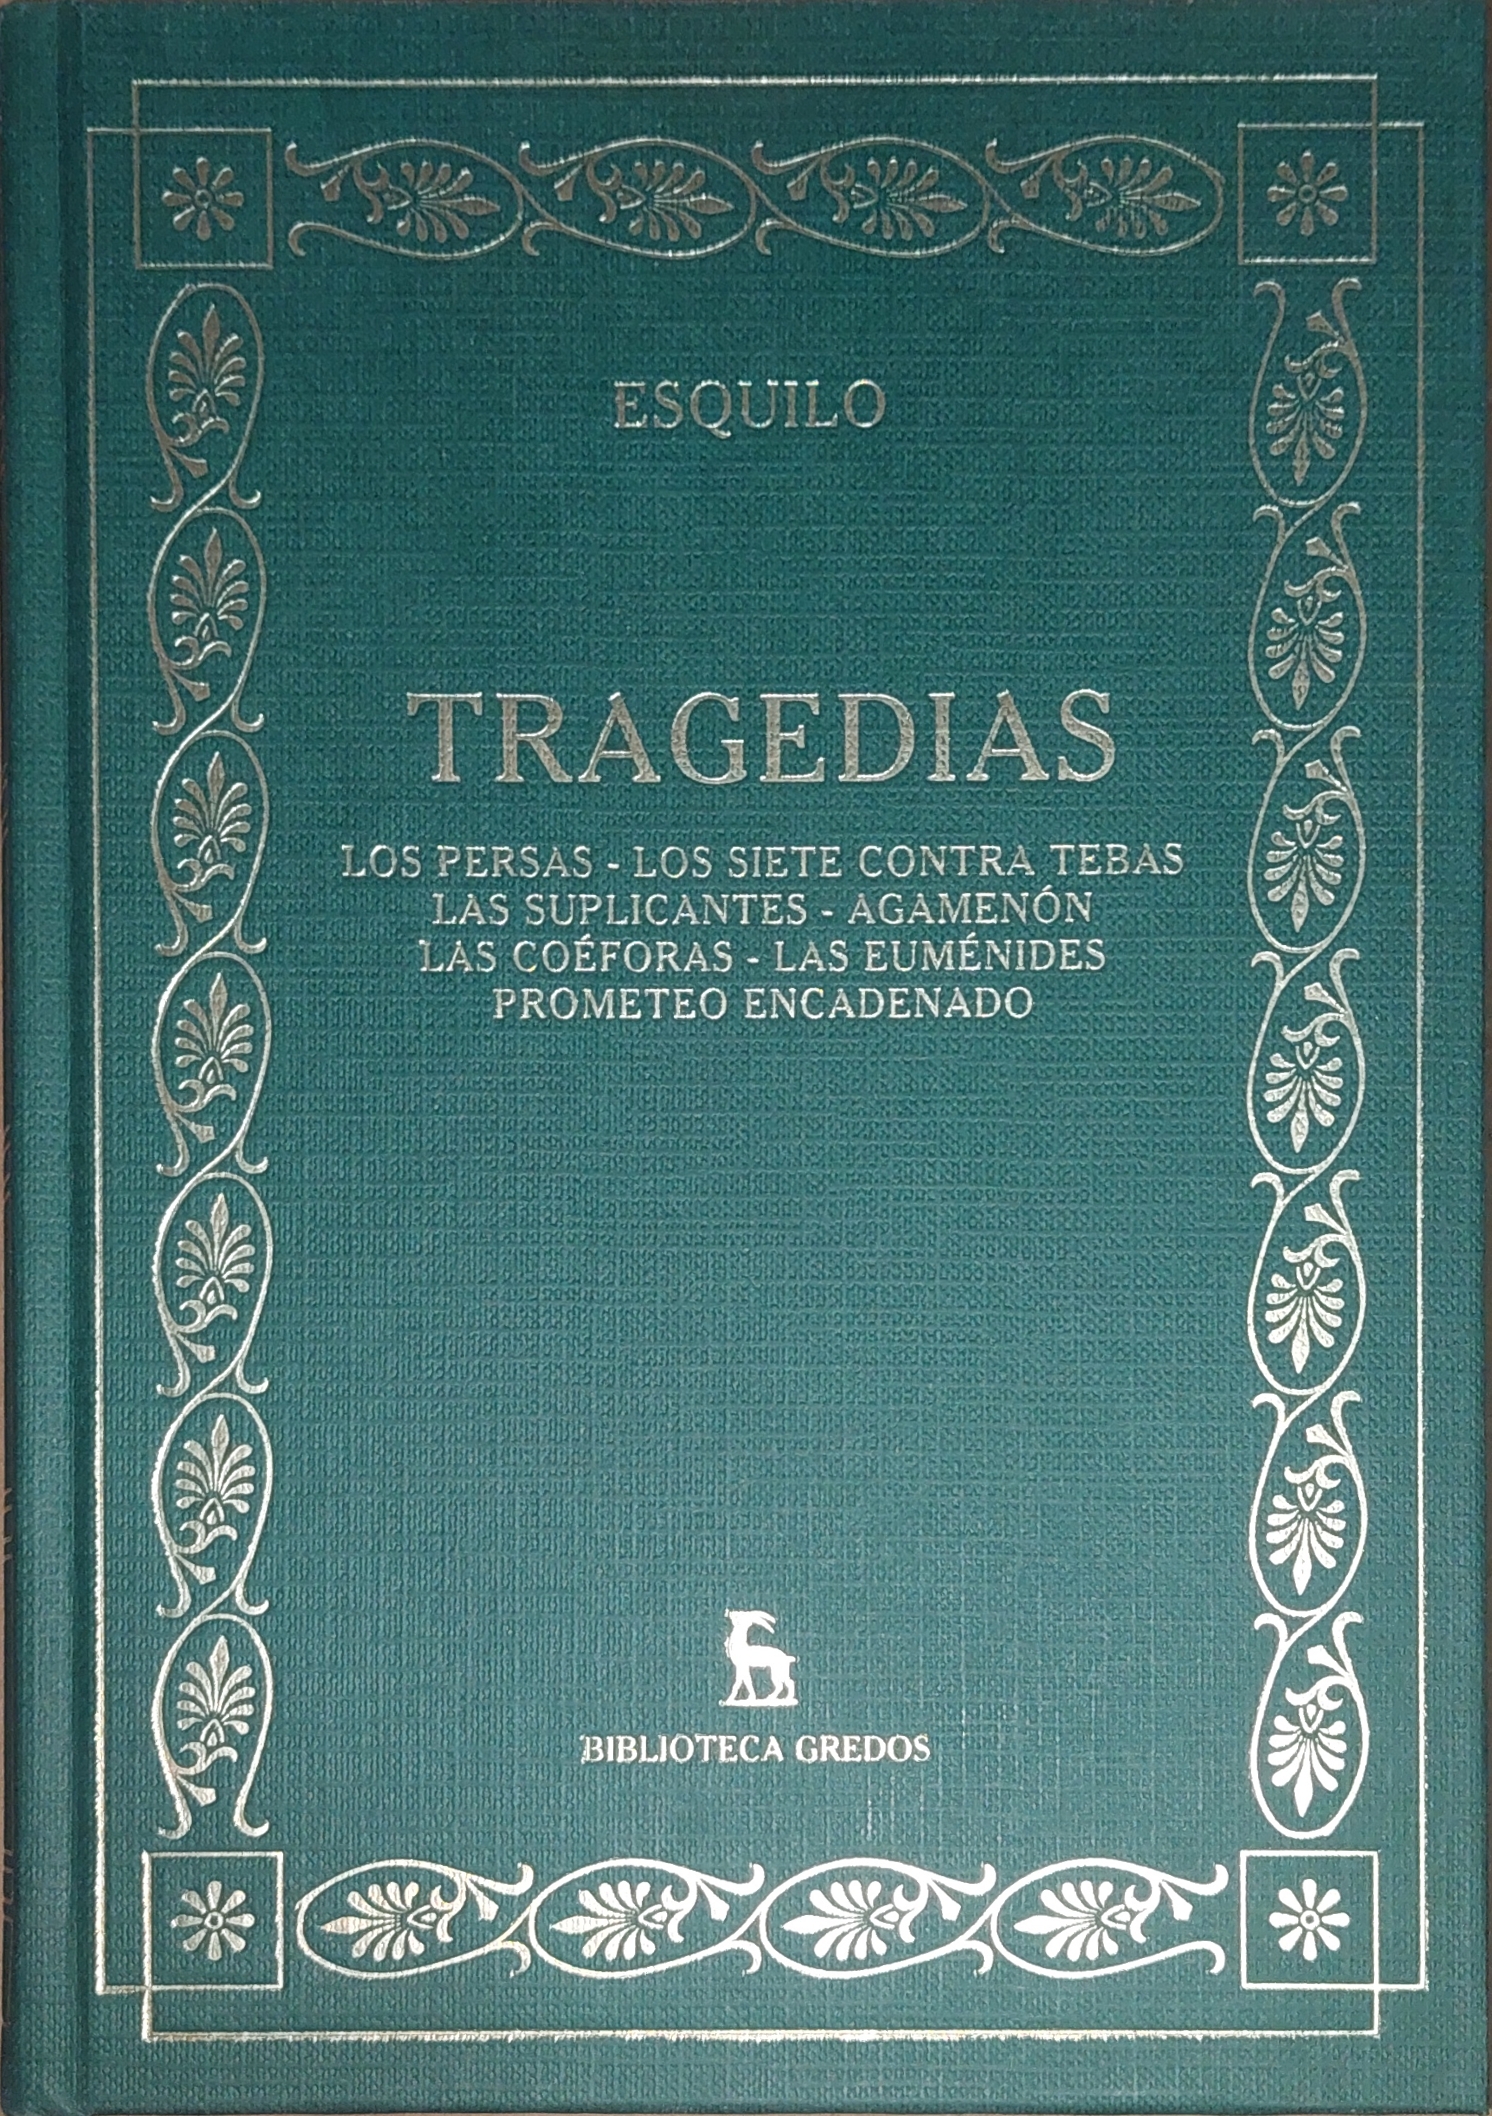 ESQUILO
TRAGEDIAS
LOS PERSAS - LOS SIETE CONTRA TEBAS
LAS SUPLICANTES - AGAMENÓN
LAS COÉFORAS - LAS EUMÉNIDES
PROMETEO ENCADENADO
BIBLIOTECA GREDOS